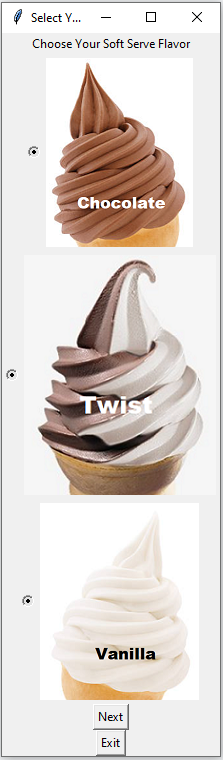 Select Y...
Choose Your Soft Serve Flavor
Chocolate
Twist
Vanilla
Next
Exit